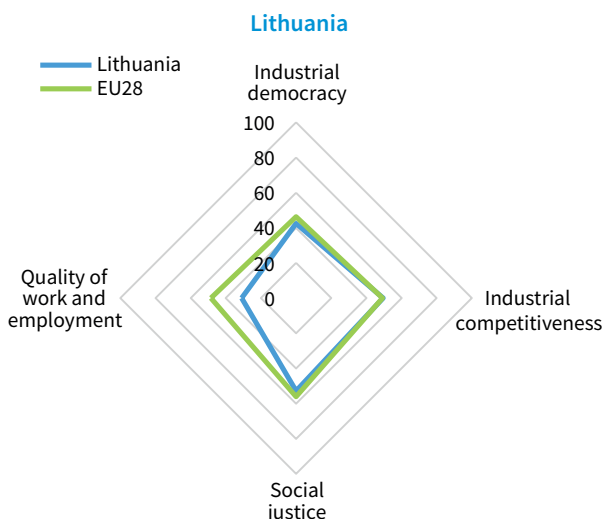 Lithuania
Lithuania
EU28
Industrial
democracy
100
80
60
40
20
0
Quality of
work and
employment
Industrial
competitiveness
Social
justice